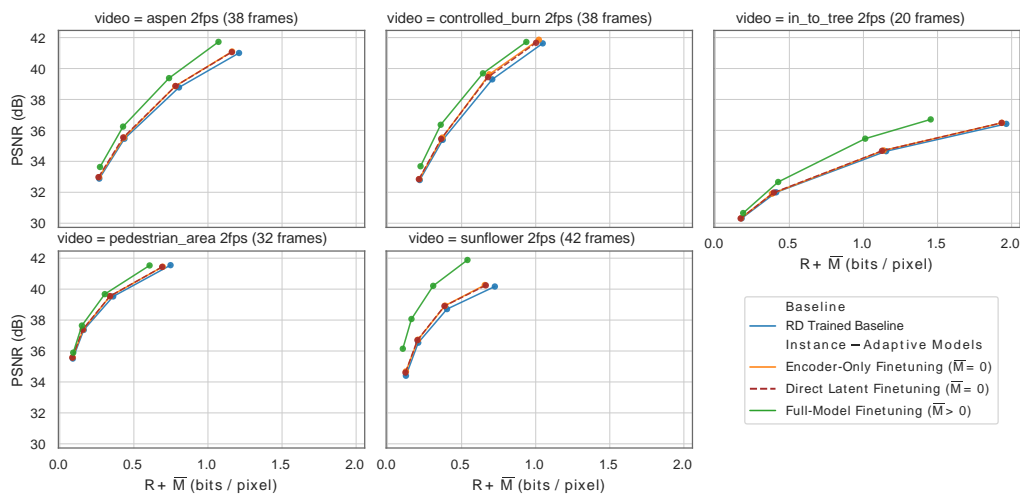 video = aspen 2fps (38 frames)
video = controlled_burn 2fps (38 frames)
video = in_to_tree 2fps (20 frames)
PSNR (dB)
42
40
38
36
34
32
30
0.0
0.5
1.0
1.5
2.0
R + M̅ (bits / pixel)
video = pedestrian_area 2fps (32 frames)
video = sunflower 2fps (42 frames)
PSNR (dB)
42
40
38
36
34
32
30
0.0
0.5
1.0
1.5
2.0
R + M̅ (bits / pixel)
0.0
0.5
1.0
1.5
2.0
R + M̅ (bits / pixel)
Baseline
RD Trained Baseline
Instance−Adaptive Models
Encoder-Only Finetuning (M̅ = 0)
Direct Latent Finetuning (M̅ = 0)
Full-Model Finetuning (M̅ > 0)